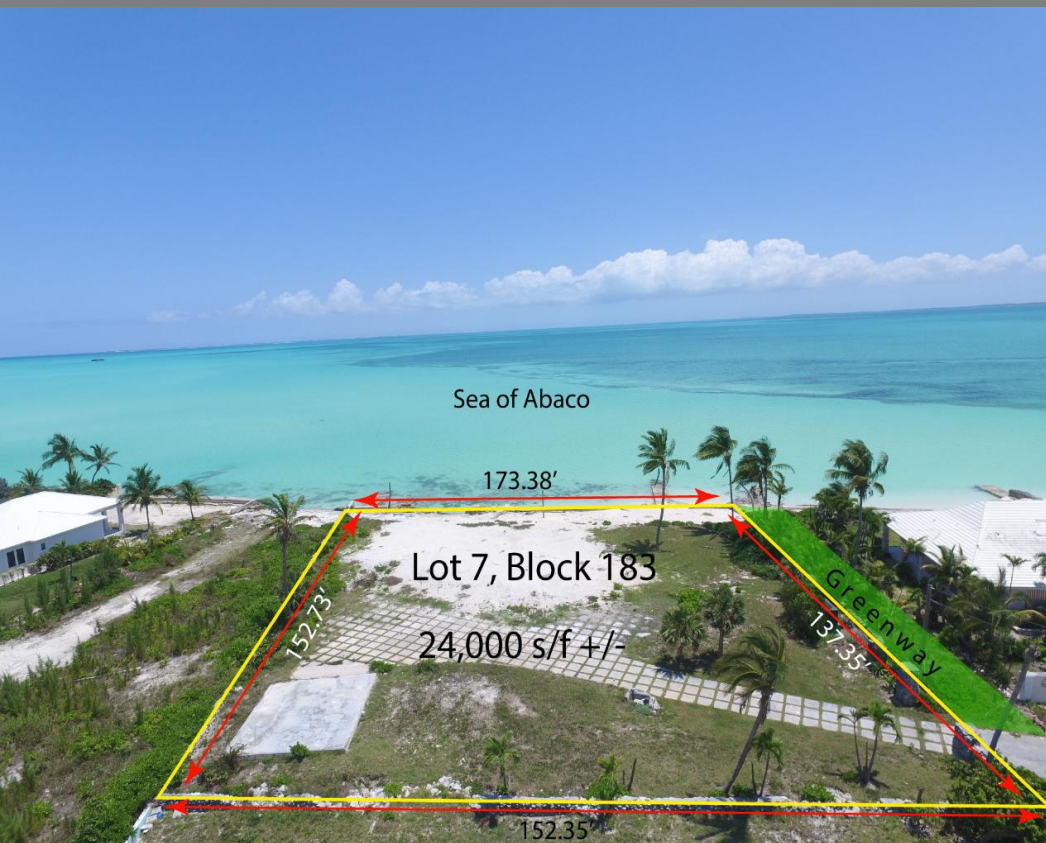 Sea of Abaco
173.38’
Lot 7, Block 183
152.73’
24,000 s/f +/-
Greenway
137.35’
152.35’